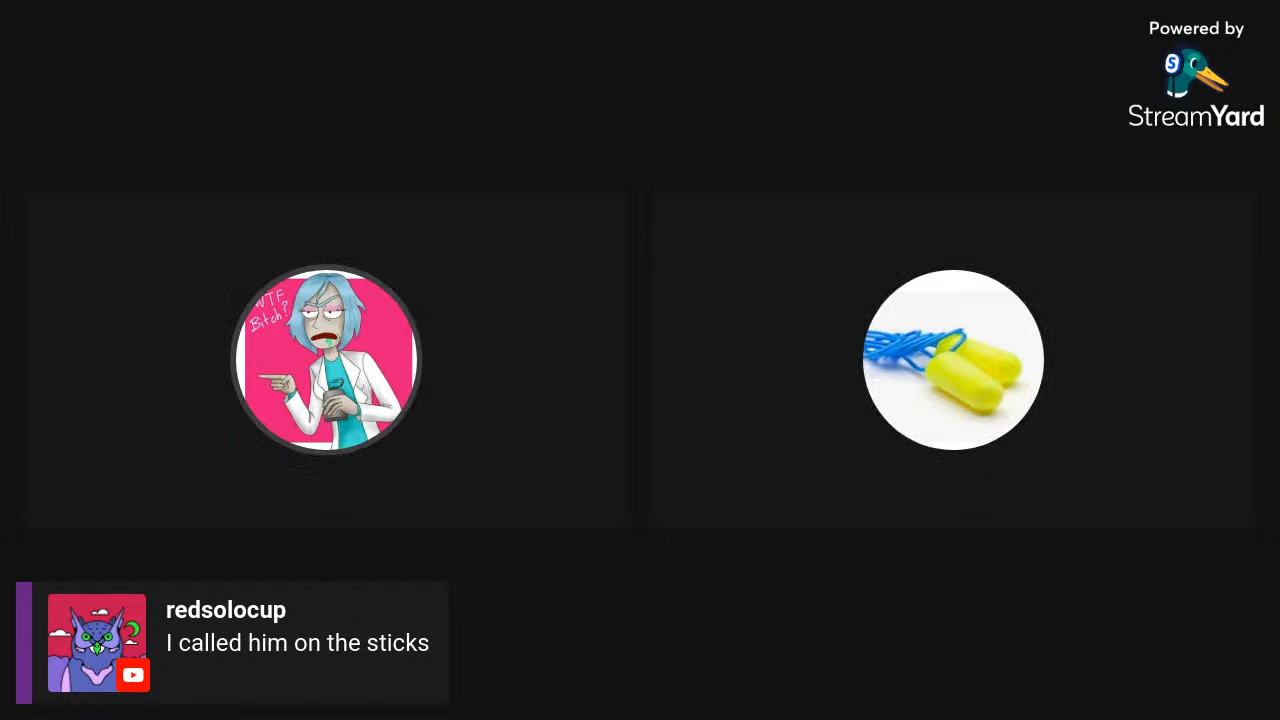 Powered by
S
StreamYard
WTF
Bitch?
redsolocup
I called him on the sticks